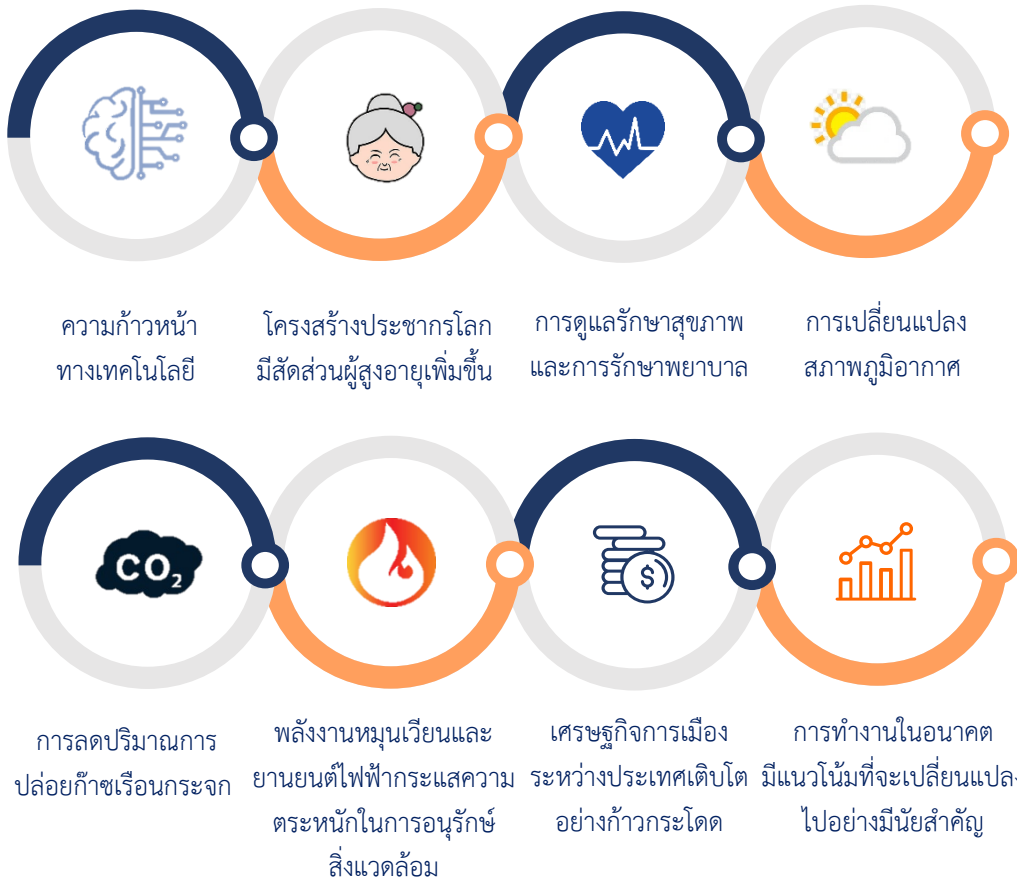 ความก้าวหน้า
ทางเทคโนโลยี
โครงสร้างประชากรโลก
มีสัดส่วนผู้สูงอายุเพิ่มขึ้น
การดูแลรักษาสุขภาพ
และการรักษาพยาบาล
การเปลี่ยนแปลง
สภาพภูมิอากาศ
CO₂
$
การลดปริมาณการ
ปล่อยก๊าซเรือนกระจก
พลังงานหมุนเวียนและ
ยานยนต์ไฟฟ้ากระแสความ
ตระหนักในการอนุรักษ์
สิ่งแวดล้อม
เศรษฐกิจการเมือง
ระหว่างประเทศเติบโต
อย่างก้าวกระโดด
การทำงานในอนาคต
มีแนวโน้มที่จะเปลี่ยนแปลง
ไปอย่างมีนัยสำคัญ